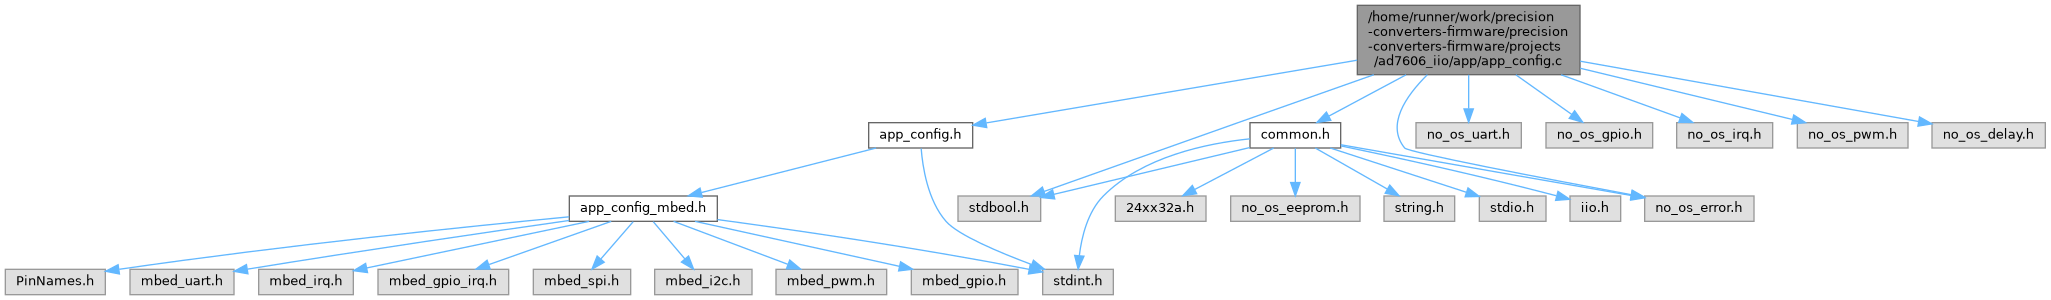 /home/runner/work/precision
-converters-firmware/precision
-converters-firmware/projects
/ad7606_iio/app/app_config.c
app_config.h
common.h
no_os_uart.h
no_os_gpio.h
no_os_irq.h
no_os_pwm.h
no_os_delay.h
app_config_mbed.h
stdbool.h
24xx32a.h
no_os_eeprom.h
string.h
stdio.h
iio.h
no_os_error.h
PinNames.h
mbed_uart.h
mbed_irq.h
mbed_gpio_irq.h
mbed_spi.h
mbed_i2c.h
mbed_pwm.h
mbed_gpio.h
stdint.h